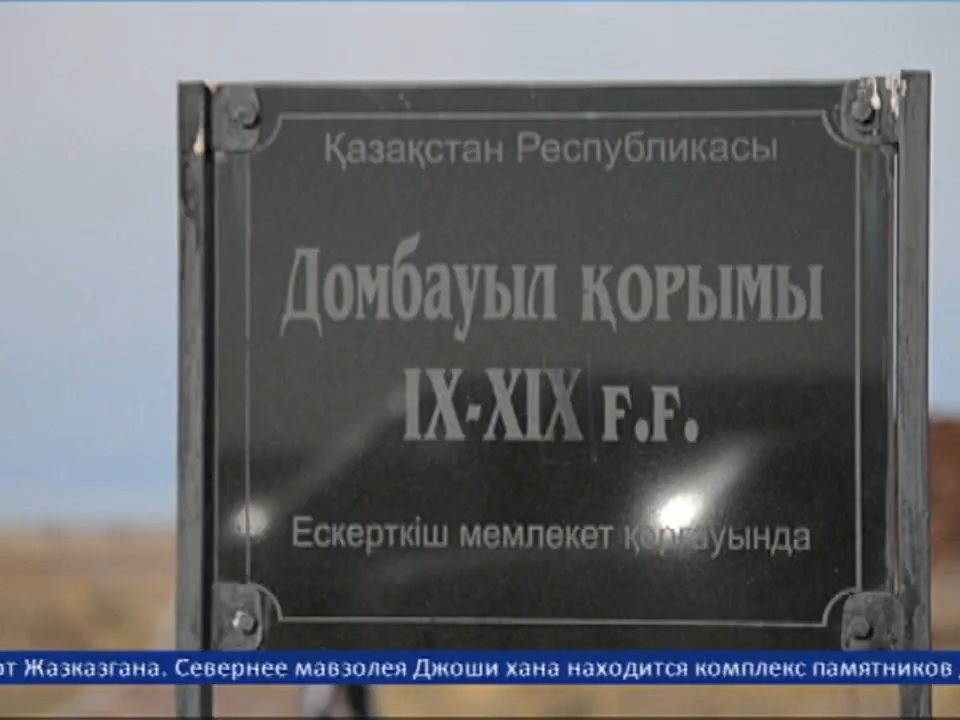 Қазақстан Республикасы
Домбауыл қорымы
IX-XIX ғ.ғ.
Ескерткіш мемлекет қорғауында
от Жазказгана. Севернее мавзолея Джоши хана находится комплекс памятников